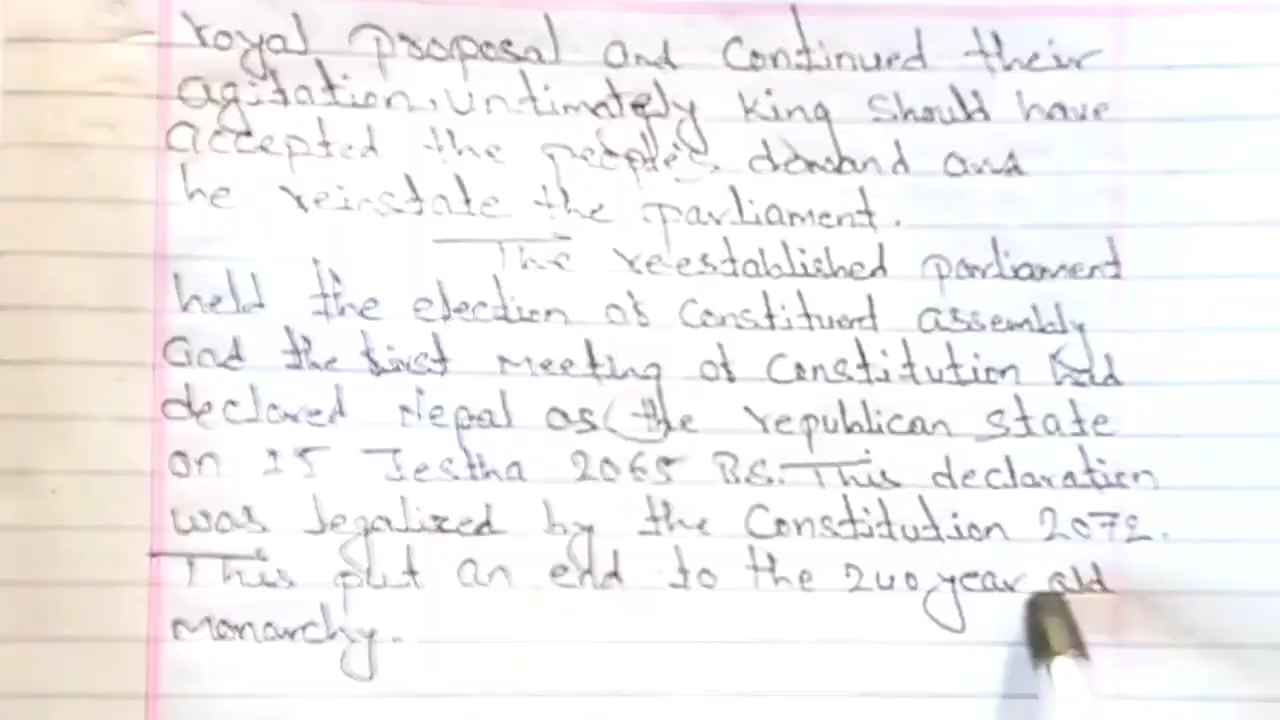 royal proposal and continued their
agitation. untimately king should have
accepted the people's demand and
he reinstate the parliament.
The reestablished parliament
held the election of constituent assembly
and the first meeting of constitution held
declared Nepal as the republican state
on 15 Jestha 2065 B.S. This declaration
was legalized by the Constitution 2072.
This put an end to the 240 year old
monarchy.